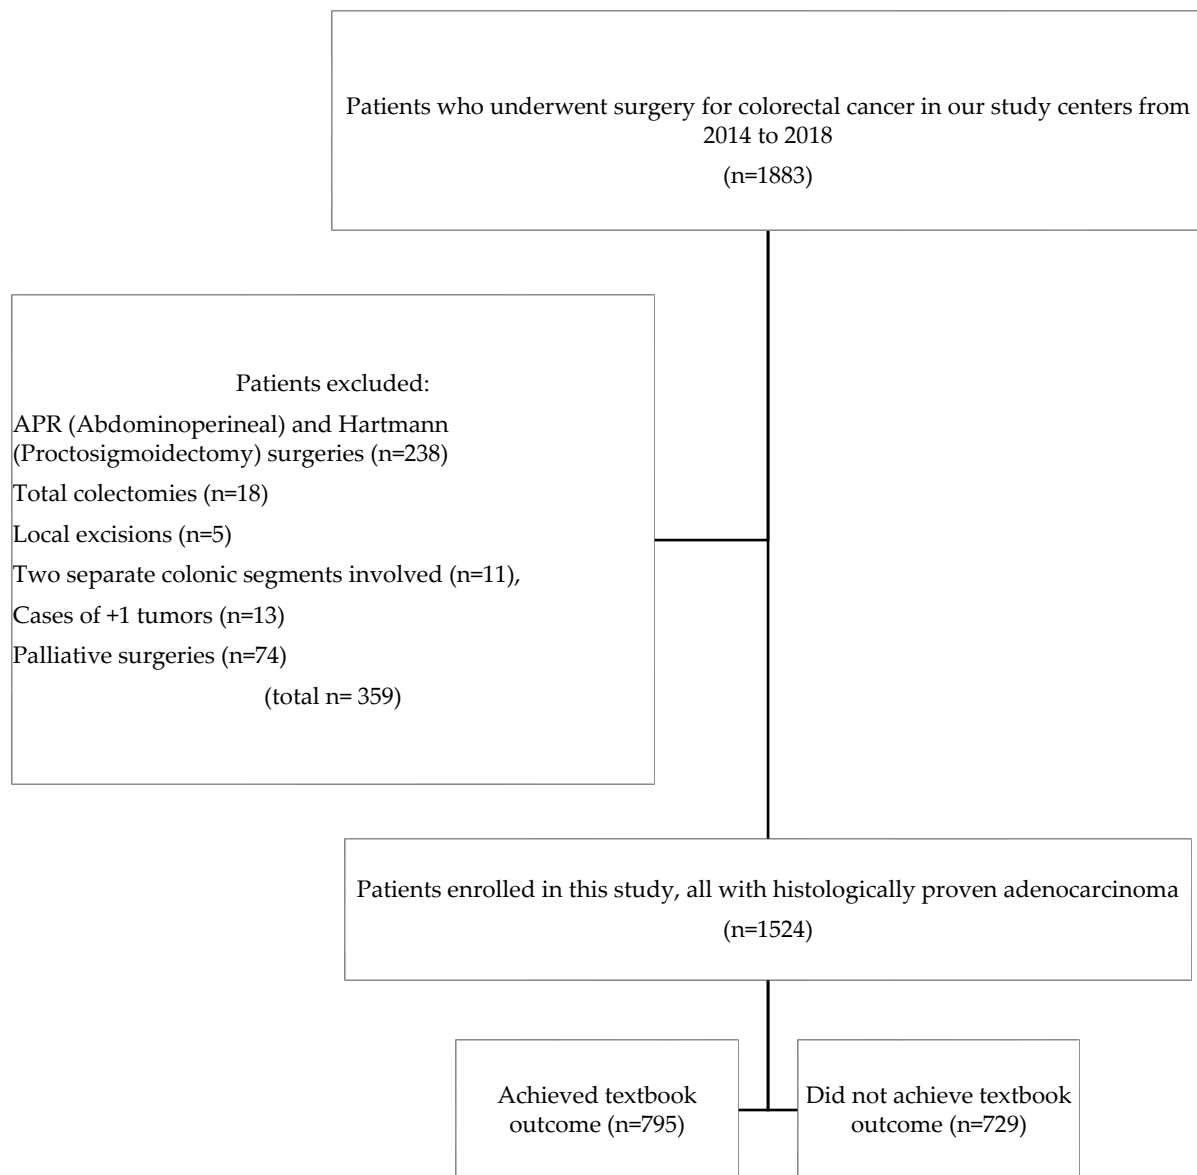 Patients who underwent surgery for colorectal cancer in our study centers from
2014 to 2018
(n=1883)
Patients excluded:
APR (Abdominoperineal) and Hartmann
(Proctosigmoidectomy) surgeries (n=238)
Total colectomies (n=18)
Local excisions (n=5)
Two separate colonic segments involved (n=11),
Cases of +1 tumors (n=13)
Palliative surgeries (n=74)
(total n= 359)
Patients enrolled in this study, all with histologically proven adenocarcinoma
(n=1524)
Achieved textbook
outcome (n=795)
Did not achieve textbook
outcome (n=729)